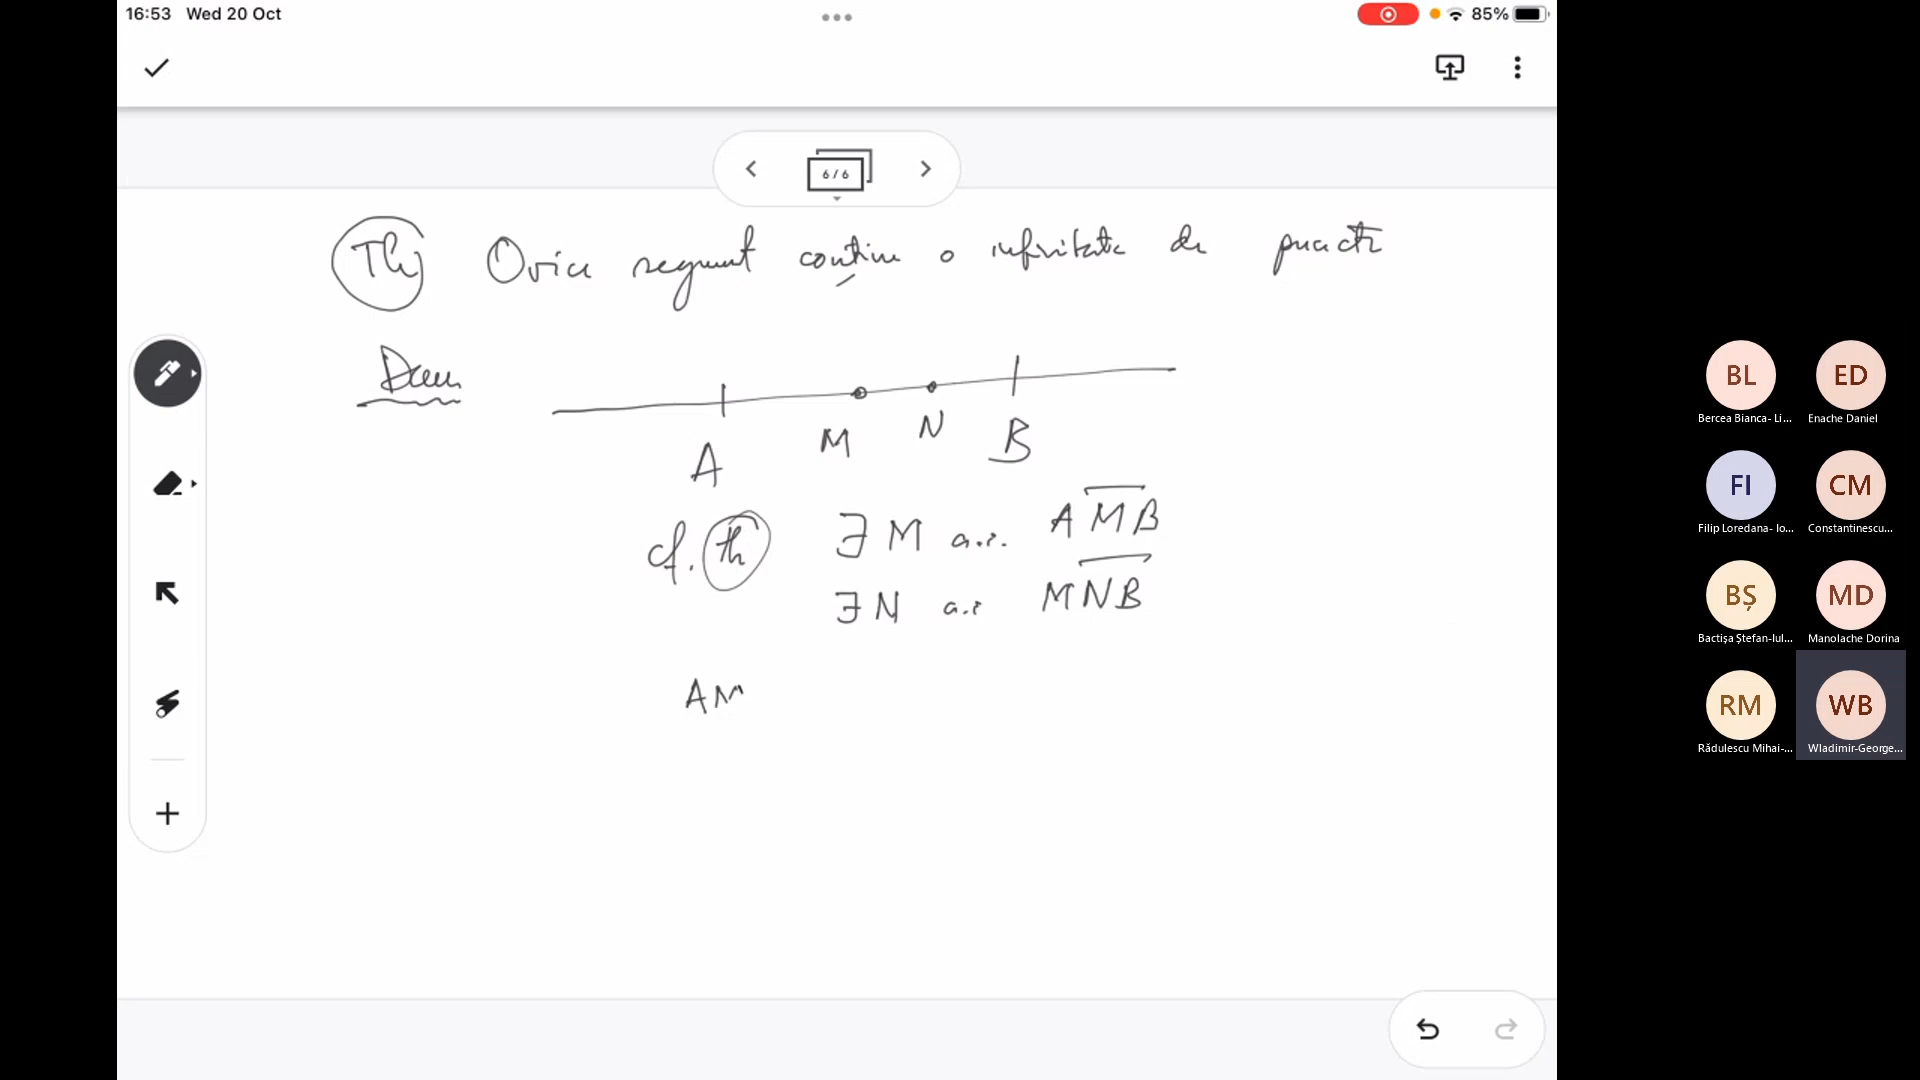 16:53 Wed 20 Oct
85%
6/6
Th Orice segment conține o infinitate de puncte
Dem
A M N B
cf. th ∃ M a.î. AMB
∃ N a.î MNB
AM
BL
Bercea Bianca- Li...
ED
Enache Daniel
FI
Filip Loredana- Io...
CM
Constantinescu...
BȘ
Bactișa Ștefan-Iul...
MD
Manolache Dorina
RM
Rădulescu Mihai-...
WB
Wladimir-George...